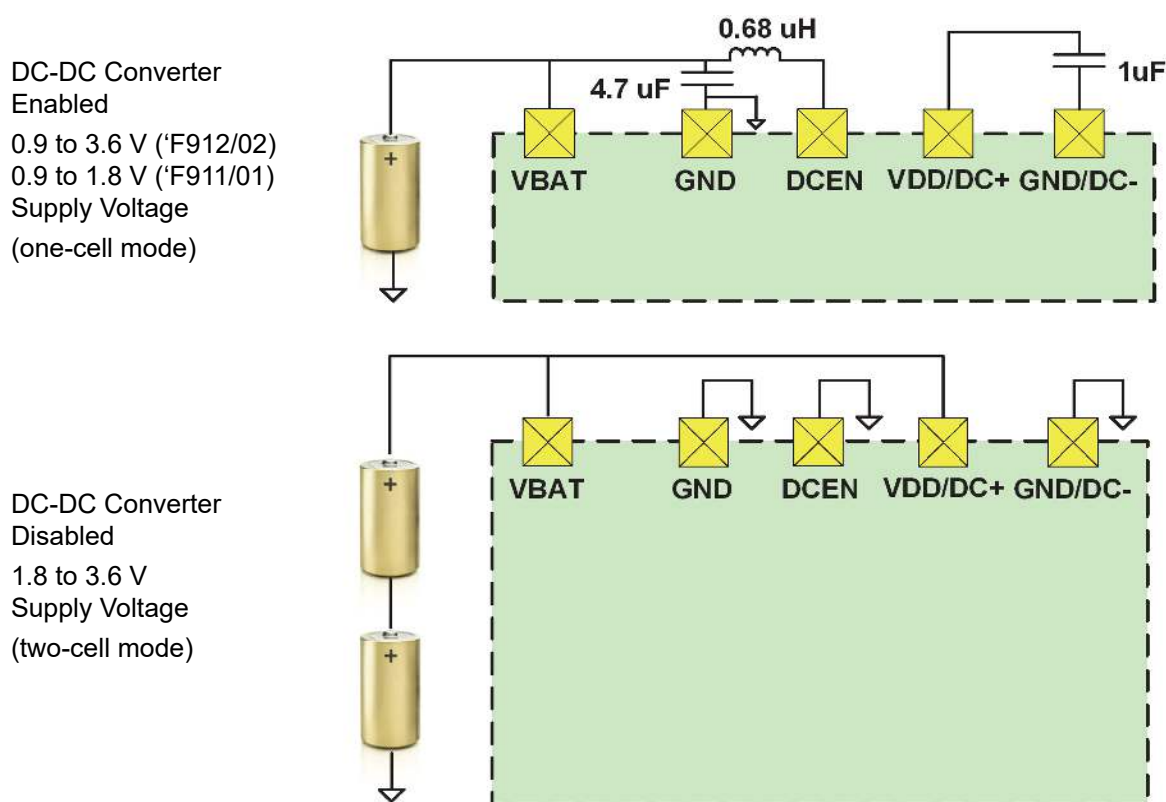 DC-DC Converter
Enabled
0.9 to 3.6 V (‘F912/02)
0.9 to 1.8 V (‘F911/01)
Supply Voltage
(one-cell mode)
0.68 uH
4.7 uF
1uF
+
VBAT GND DCEN VDD/DC+ GND/DC-
DC-DC Converter
Disabled
1.8 to 3.6 V
Supply Voltage
(two-cell mode)
+
+
VBAT GND DCEN VDD/DC+ GND/DC-